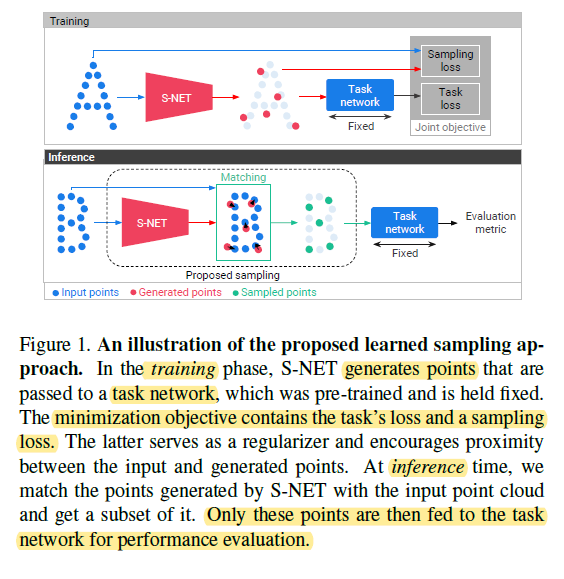 Training
S-NET
Task
network
Fixed
Sampling
loss
Task
loss
Joint objective
Inference
S-NET
Matching
Proposed sampling
Task
network
Fixed
Evaluation
metric
Input points Generated points Sampled points
Figure 1. An illustration of the proposed learned sampling ap-
proach. In the training phase, S-NET generates points that are
passed to a task network, which was pre-trained and is held fixed.
The minimization objective contains the task's loss and a sampling
loss. The latter serves as a regularizer and encourages proximity
between the input and generated points. At inference time, we
match the points generated by S-NET with the input point cloud
and get a subset of it. Only these points are then fed to the task
network for performance evaluation.